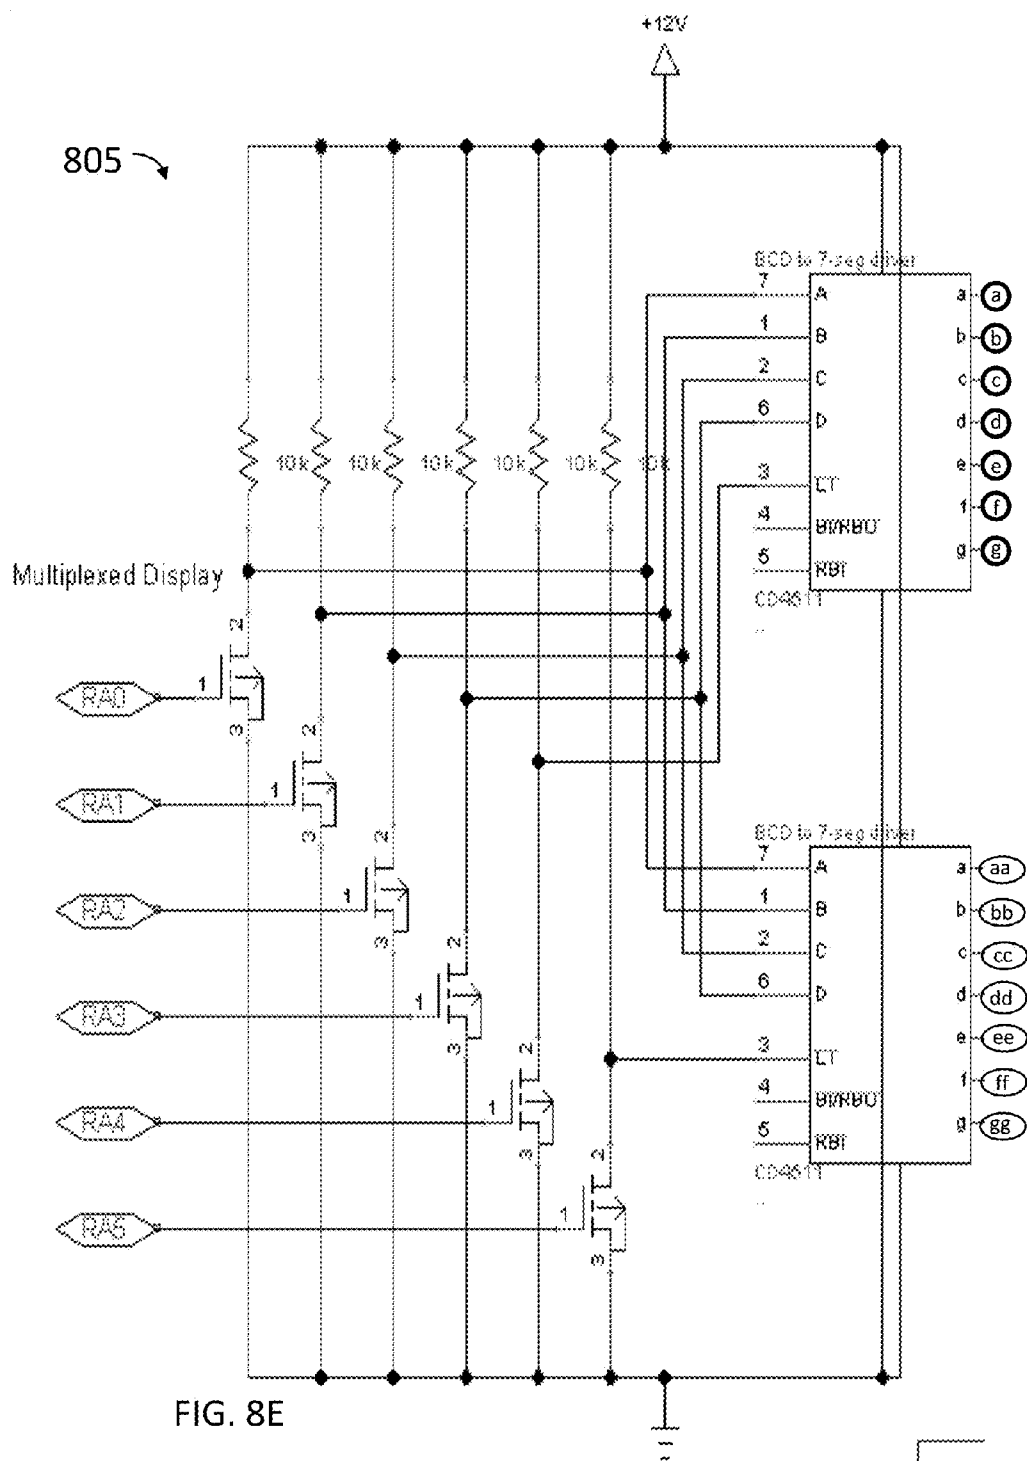 +12V
805
BCD to 7-seg driver
7 A a a
1 B b b
2 C c c
6 D d d
e e
3 LT f f
4 BI/RBO
g g
5 RBI
CD4511
10k 10k 10k 10k 10k 10k
Multiplexed Display
RA0 1 2 3
RA1 1 2 3
RA2 1 2 3
RA3 1 2 3
RA4 1 2 3
RA5 1 2 3
BCD to 7-seg driver
7 A a aa
1 B b bb
2 C c cc
6 D d dd
e ee
3 LT
f ff
4 BI/RBO
g gg
5 RBI
CD4511
FIG. 8E